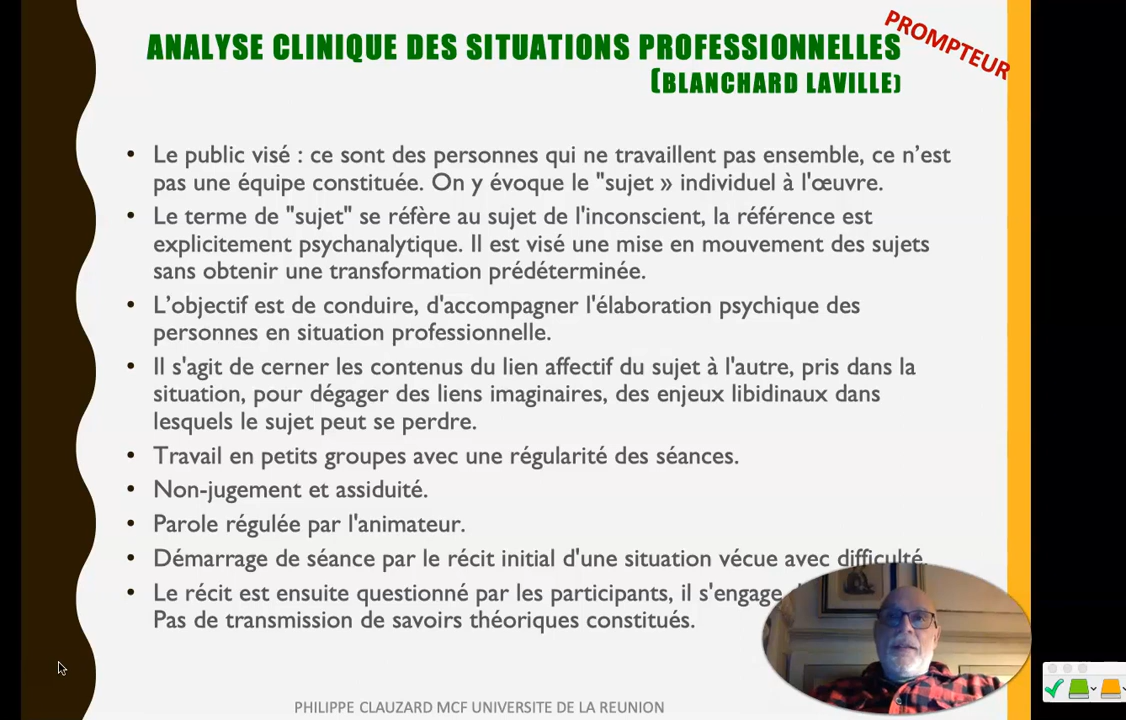 ANALYSE CLINIQUE DES SITUATIONS PROFESSIONNELLES
(BLANCHARD LAVILLE)
PROMPTEUR
• Le public visé : ce sont des personnes qui ne travaillent pas ensemble, ce n’est
pas une équipe constituée. On y évoque le "sujet » individuel à l'œuvre.
• Le terme de "sujet" se réfère au sujet de l'inconscient, la référence est
explicitement psychanalytique. Il est visé une mise en mouvement des sujets
sans obtenir une transformation prédéterminée.
• L’objectif est de conduire, d'accompagner l'élaboration psychique des
personnes en situation professionnelle.
• Il s'agit de cerner les contenus du lien affectif du sujet à l'autre, pris dans la
situation, pour dégager des liens imaginaires, des enjeux libidinaux dans
lesquels le sujet peut se perdre.
• Travail en petits groupes avec une régularité des séances.
• Non-jugement et assiduité.
• Parole régulée par l'animateur.
• Démarrage de séance par le récit initial d'une situation vécue avec difficulté.
• Le récit est ensuite questionné par les participants, il s'engage
Pas de transmission de savoirs théoriques constitués.
PHILIPPE CLAUZARD MCF UNIVERSITE DE LA REUNION